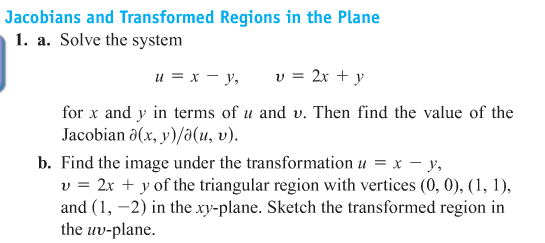 Jacobians and Transformed Regions in the Plane
1. a. Solve the system
u = x − y, v = 2x + y
for x and y in terms of u and v. Then find the value of the
Jacobian ∂(x, y)/∂(u, v).
b. Find the image under the transformation u = x − y,
v = 2x + y of the triangular region with vertices (0, 0), (1, 1),
and (1, −2) in the xy-plane. Sketch the transformed region in
the uv-plane.